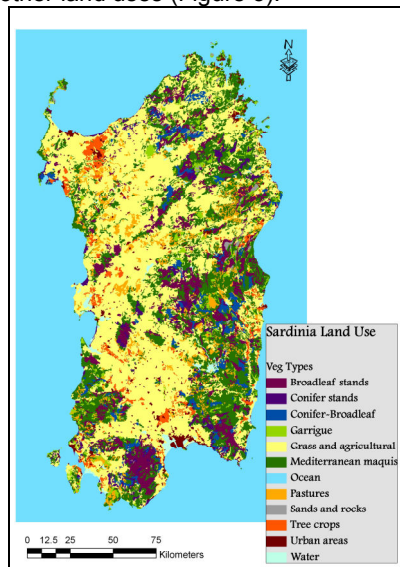 other land uses (Figure 3).
N
Sardinia Land Use
Veg Types
Broadleaf stands
Conifer stands
Conifer-Broadleaf
Garrigue
Grass and agricultural
Mediterranean maquis
Ocean
Pastures
Sands and rocks
Tree crops
Urban areas
Water
0 12.5 25 50 75
Kilometers